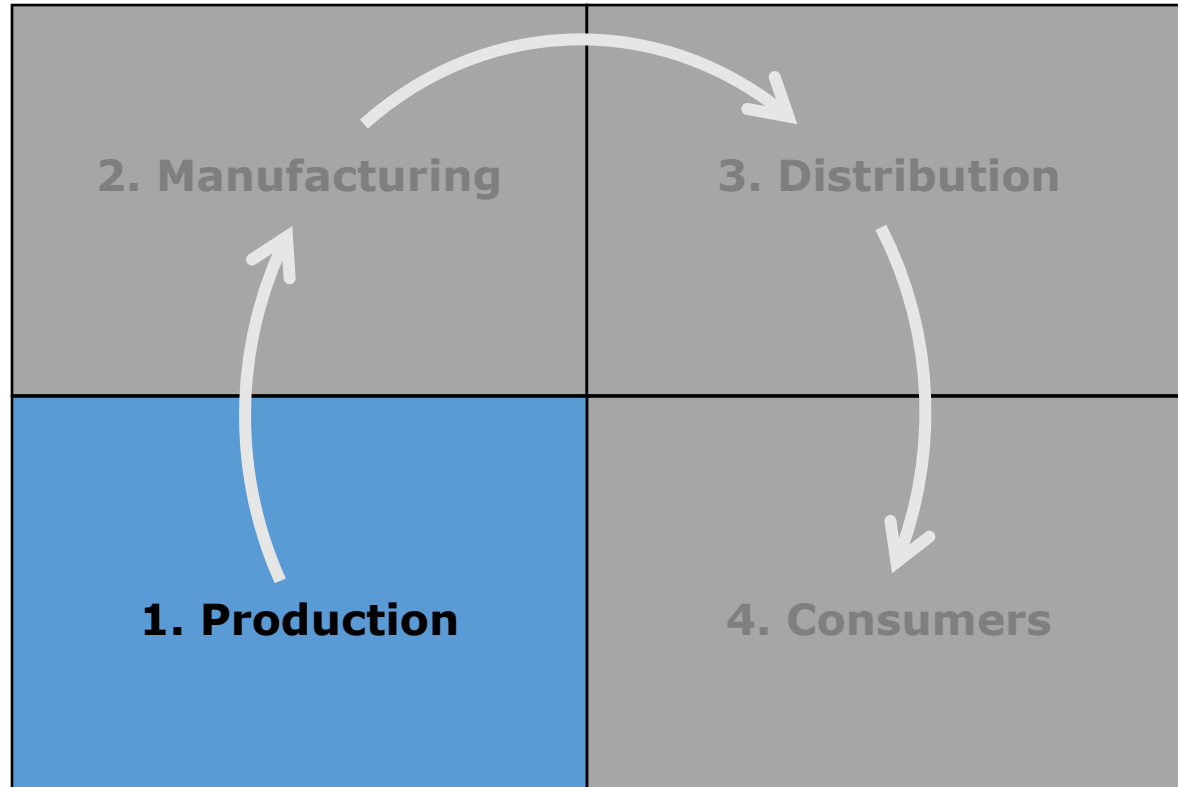 2. Manufacturing
3. Distribution
1. Production
4. Consumers